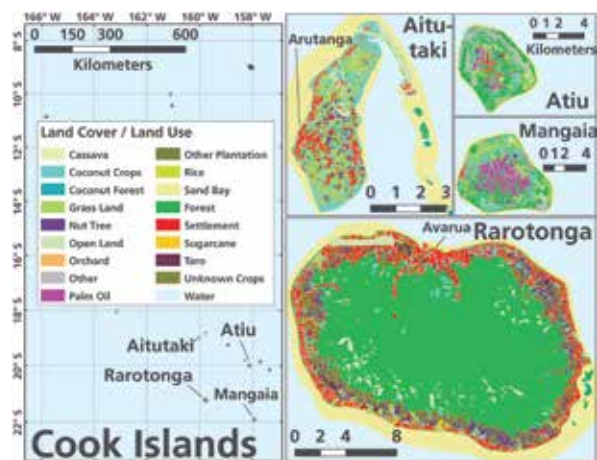 166° W 164° W 162° W 160° W 158° W
8° S
0 150 300 600
Kilometers
10° S
Land Cover / Land Use
Cassava
Coconut Crops
Coconut Forest
Grass Land
Nut Tree
Open Land
Orchard
Other
Palm Oil
Other Plantation
Rice
Sand Bay
Forest
Settlement
Sugarcane
Taro
Unknown Crops
Water
12° S
14° S
16° S
18° S
Aitutaki
Atiu
20° S
Rarotonga
Mangaia
22° S
Cook Islands
Aitu-
taki
Arutanga
0 1 2 3
0 1 2 4
Kilometers
Atiu
Mangaia
0 1 2 4
Avarua
Rarotonga
0 2 4 8